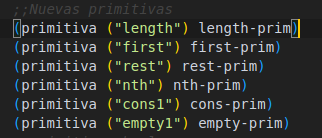 ;;Nuevas primitivas
(primitiva ("length") length-prim)
(primitiva ("first") first-prim)
(primitiva ("rest") rest-prim)
(primitiva ("nth") nth-prim)
(primitiva ("cons1") cons-prim)
(primitiva ("empty1") empty-prim)